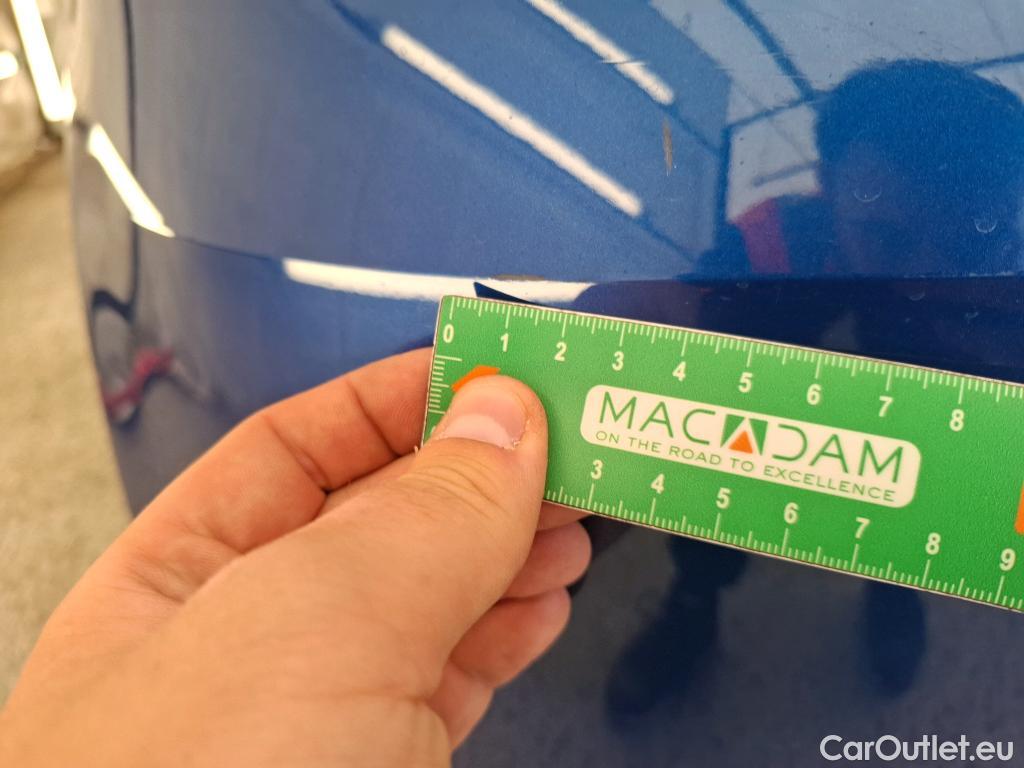 0 1 2 3 4 5 6 7 8
MACADAM
ON THE ROAD TO EXCELLENCE
3 4 5 6 7 8 9
CarOutlet.eu